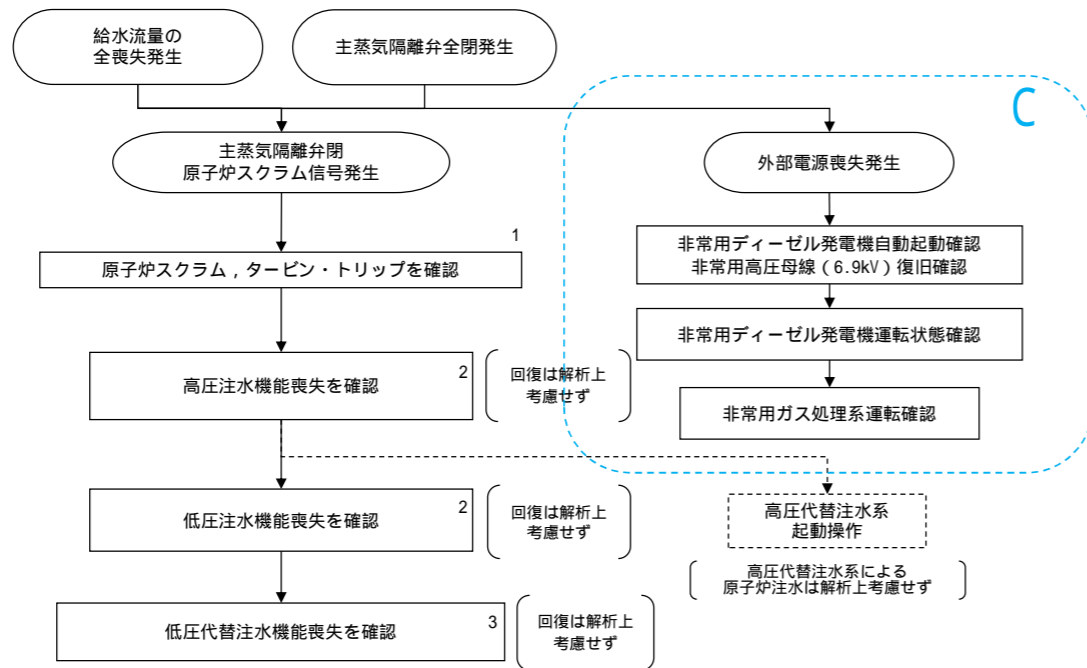 給水流量の
全喪失発生
主蒸気隔離弁全閉発生
C
主蒸気隔離弁閉
原子炉スクラム信号発生
外部電源喪失発生
1
原子炉スクラム，タービン・トリップを確認
非常用ディーゼル発電機自動起動確認
非常用高圧母線（6.9kV）復旧確認
非常用ディーゼル発電機運転状態確認
2
高圧注水機能喪失を確認
回復は解析上
考慮せず
非常用ガス処理系運転確認
2
低圧注水機能喪失を確認
回復は解析上
考慮せず
高圧代替注水系
起動操作
高圧代替注水系による
原子炉注水は解析上考慮せず
3
低圧代替注水機能喪失を確認
回復は解析上
考慮せず